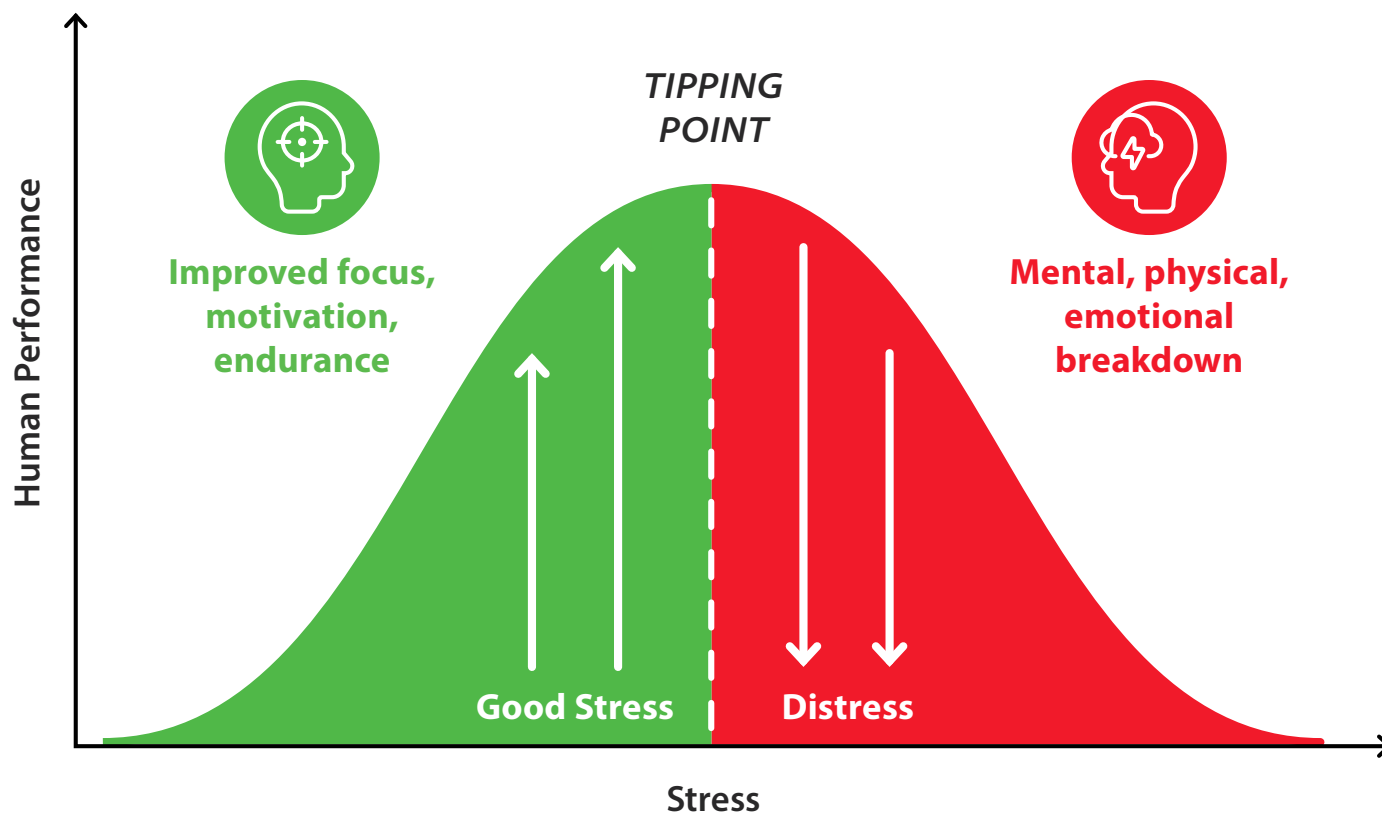 TIPPING
POINT
Improved focus,
motivation,
endurance
Mental, physical,
emotional
breakdown
Human Performance
Good Stress
Distress
Stress